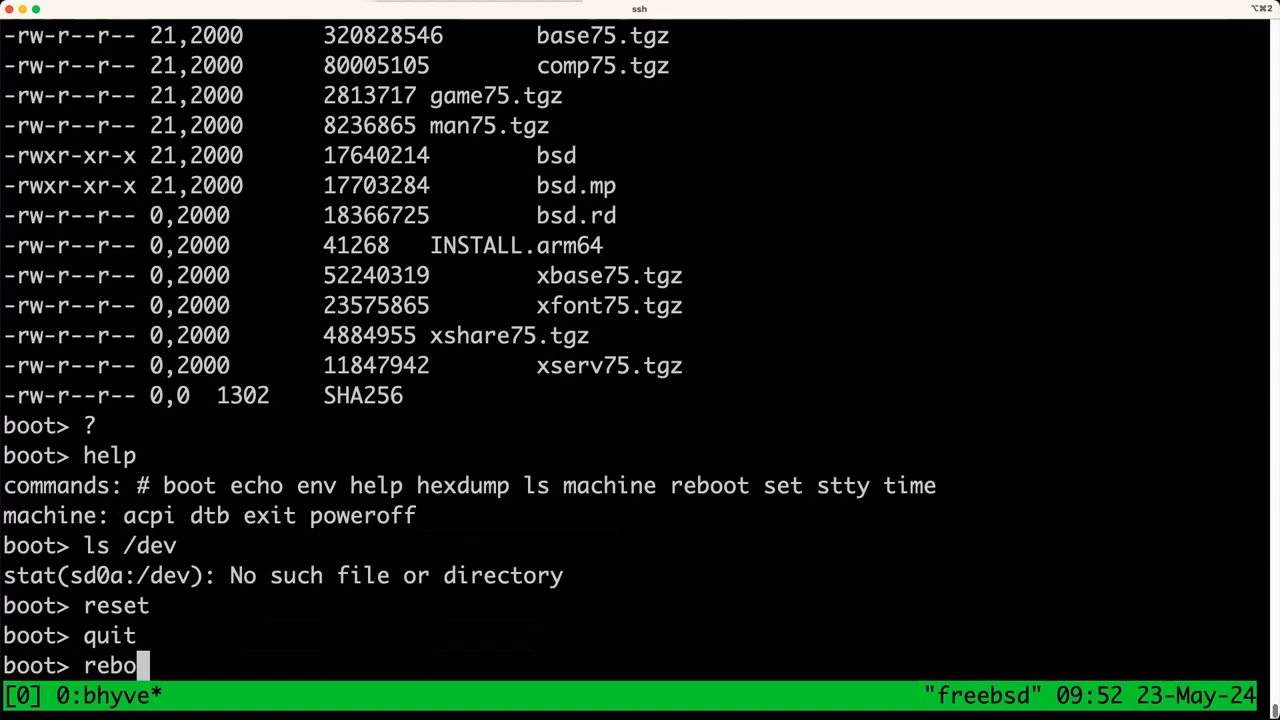 ssh
⌥⌘2
-rw-r--r-- 21,2000      320828546       base75.tgz
-rw-r--r-- 21,2000      80005105        comp75.tgz
-rw-r--r-- 21,2000      2813717 game75.tgz
-rw-r--r-- 21,2000      8236865 man75.tgz
-rwxr-xr-x 21,2000      17640214        bsd
-rwxr-xr-x 21,2000      17703284        bsd.mp
-rw-r--r-- 0,2000       18366725        bsd.rd
-rw-r--r-- 0,2000       41268   INSTALL.arm64
-rw-r--r-- 0,2000       52240319        xbase75.tgz
-rw-r--r-- 0,2000       23575865        xfont75.tgz
-rw-r--r-- 0,2000       4884955 xshare75.tgz
-rw-r--r-- 0,2000       11847942        xserv75.tgz
-rw-r--r-- 0,0  1302    SHA256
boot> ?
boot> help
commands: # boot echo env help hexdump ls machine reboot set stty time
machine: acpi dtb exit poweroff
boot> ls /dev
stat(sd0a:/dev): No such file or directory
boot> reset
boot> quit
boot> rebo
[0] 0:bhyve* "freebsd" 09:52 23-May-24